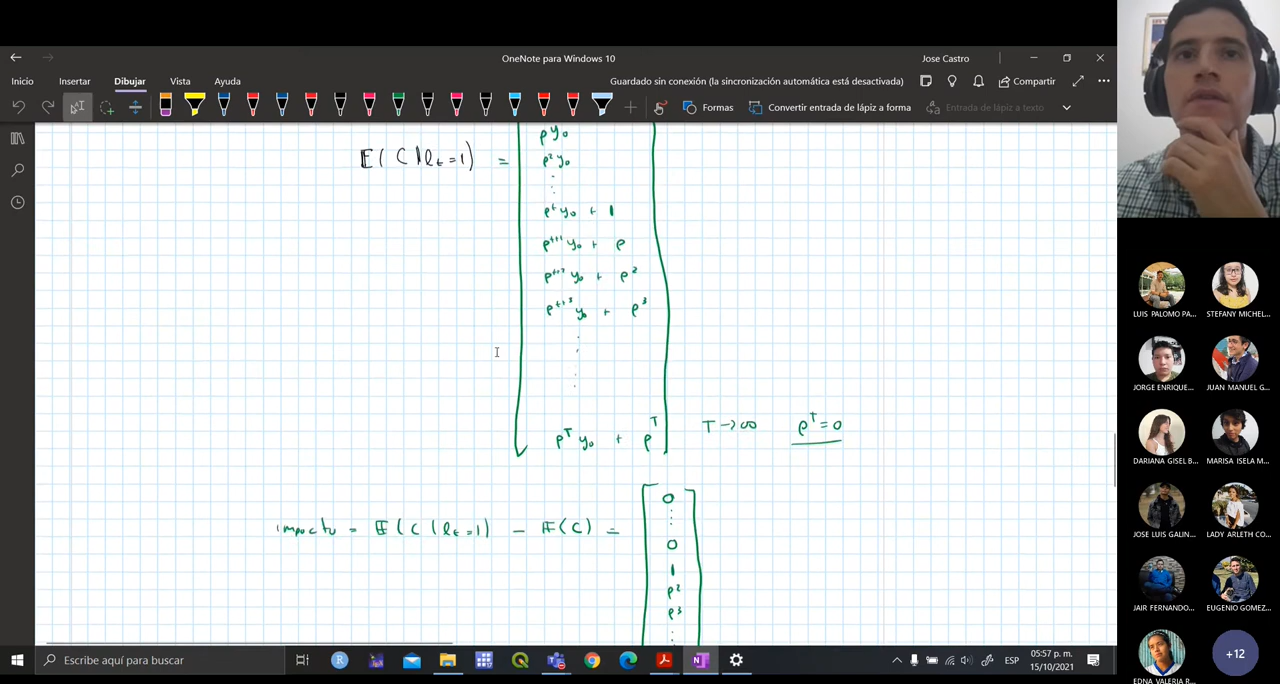 OneNote para Windows 10
Jose Castro
Inicio
Insertar
Dibujar
Vista
Ayuda
Guardado sin conexión (la sincronización automática está desactivada)
Compartir
Formas
Convertir entrada de lápiz a forma
Entrada de lápiz a texto
ρy₀
𝔼(C|ℓₜ=1) =
ρ²y₀
ρᵗy₀ + 1
ρᵗ⁺¹y₀ + ρ
ρᵗ⁺²y₀ + ρ²
ρᵗ⁺³y₀ + ρ³
ρᵀy₀ + ρᵀ
T→∞
ρᵀ=0
impacto = 𝔼(C|ℓₜ=1) − 𝔼(C) =
0
0
1
ρ²
ρ³
LUIS PALOMO PA...
STEFANY MICHEL...
JORGE ENRIQUE...
JUAN MANUEL G...
DARIANA GISEL B...
MARISA ISELA M...
JOSE LUIS GALIN...
LADY ARLETH CO...
JAIR FERNANDO...
EUGENIO GOMEZ...
EDNA VALERIA R...
+12
Escribe aquí para buscar
ESP
05:57 p. m.
15/10/2021